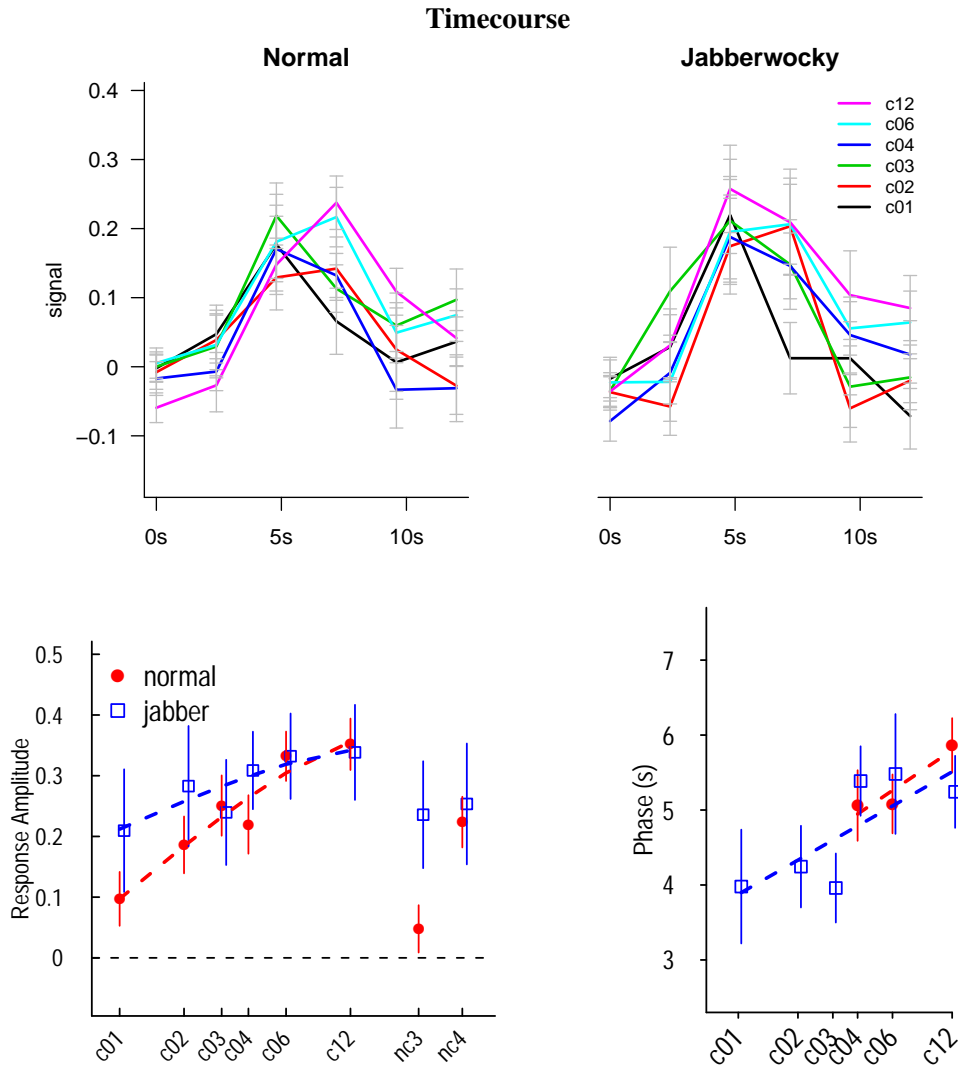 Timecourse
Normal
Jabberwocky
signal
0.4
0.3
0.2
0.1
0
−0.1
0s
5s
10s
c12
c06
c04
c03
c02
c01
0s
5s
10s
Response Amplitude
0.5
0.4
0.3
0.2
0.1
0
normal
jabber
c01
c02
c03
c04
c06
c12
nc3
nc4
Phase (s)
7
6
5
4
3
c01
c02
c03
c04
c06
c12